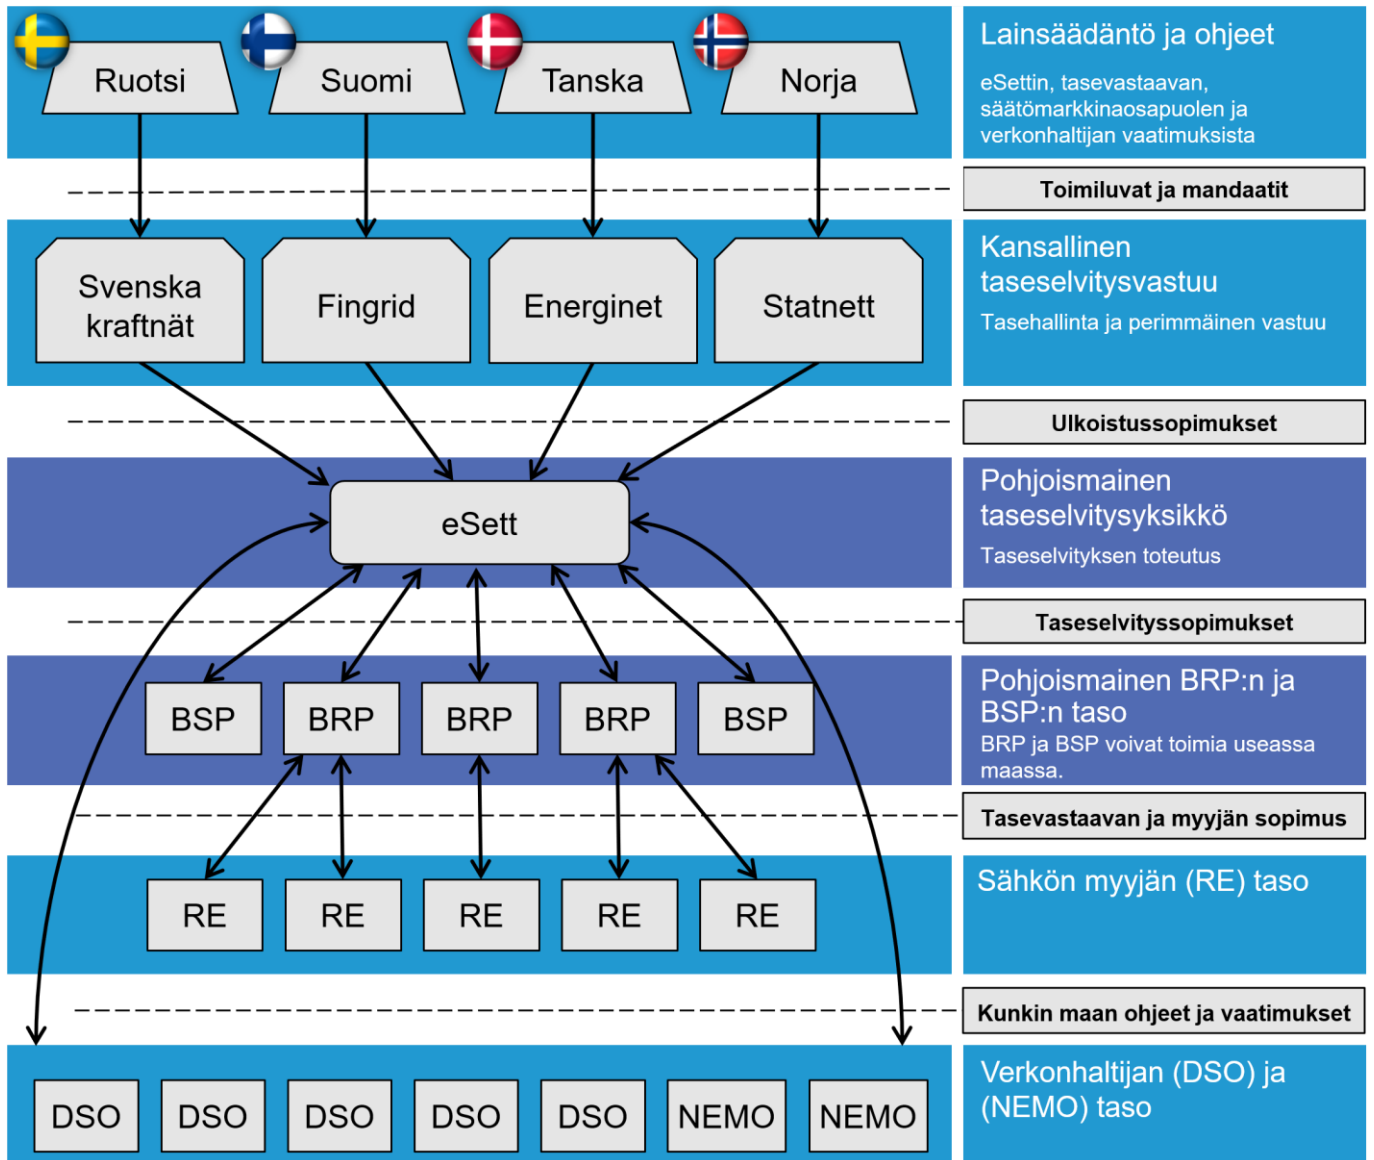 Ruotsi
Suomi
Tanska
Norja
Lainsäädäntö ja ohjeet
eSettin, tasevastaavan,
säätömarkkinaosapuolen ja
verkonhaltijan vaatimuksista
Toimiluvat ja mandaatit
Svenska
kraftnät
Fingrid
Energinet
Statnett
Kansallinen
taseselvitysvastuu
Tasehallinta ja perimmäinen vastuu
Ulkoistussopimukset
eSett
Pohjoismainen
taseselvitysyksikkö
Taseselvityksen toteutus
Taseselvityssopimukset
BSP
BRP
BRP
BRP
BSP
Pohjoismainen BRP:n ja
BSP:n taso
BRP ja BSP voivat toimia useassa
maassa.
Tasevastaavan ja myyjän sopimus
RE
RE
RE
RE
RE
Sähkön myyjän (RE) taso
Kunkin maan ohjeet ja vaatimukset
DSO
DSO
DSO
DSO
DSO
NEMO
NEMO
Verkonhaltijan (DSO) ja
(NEMO) taso